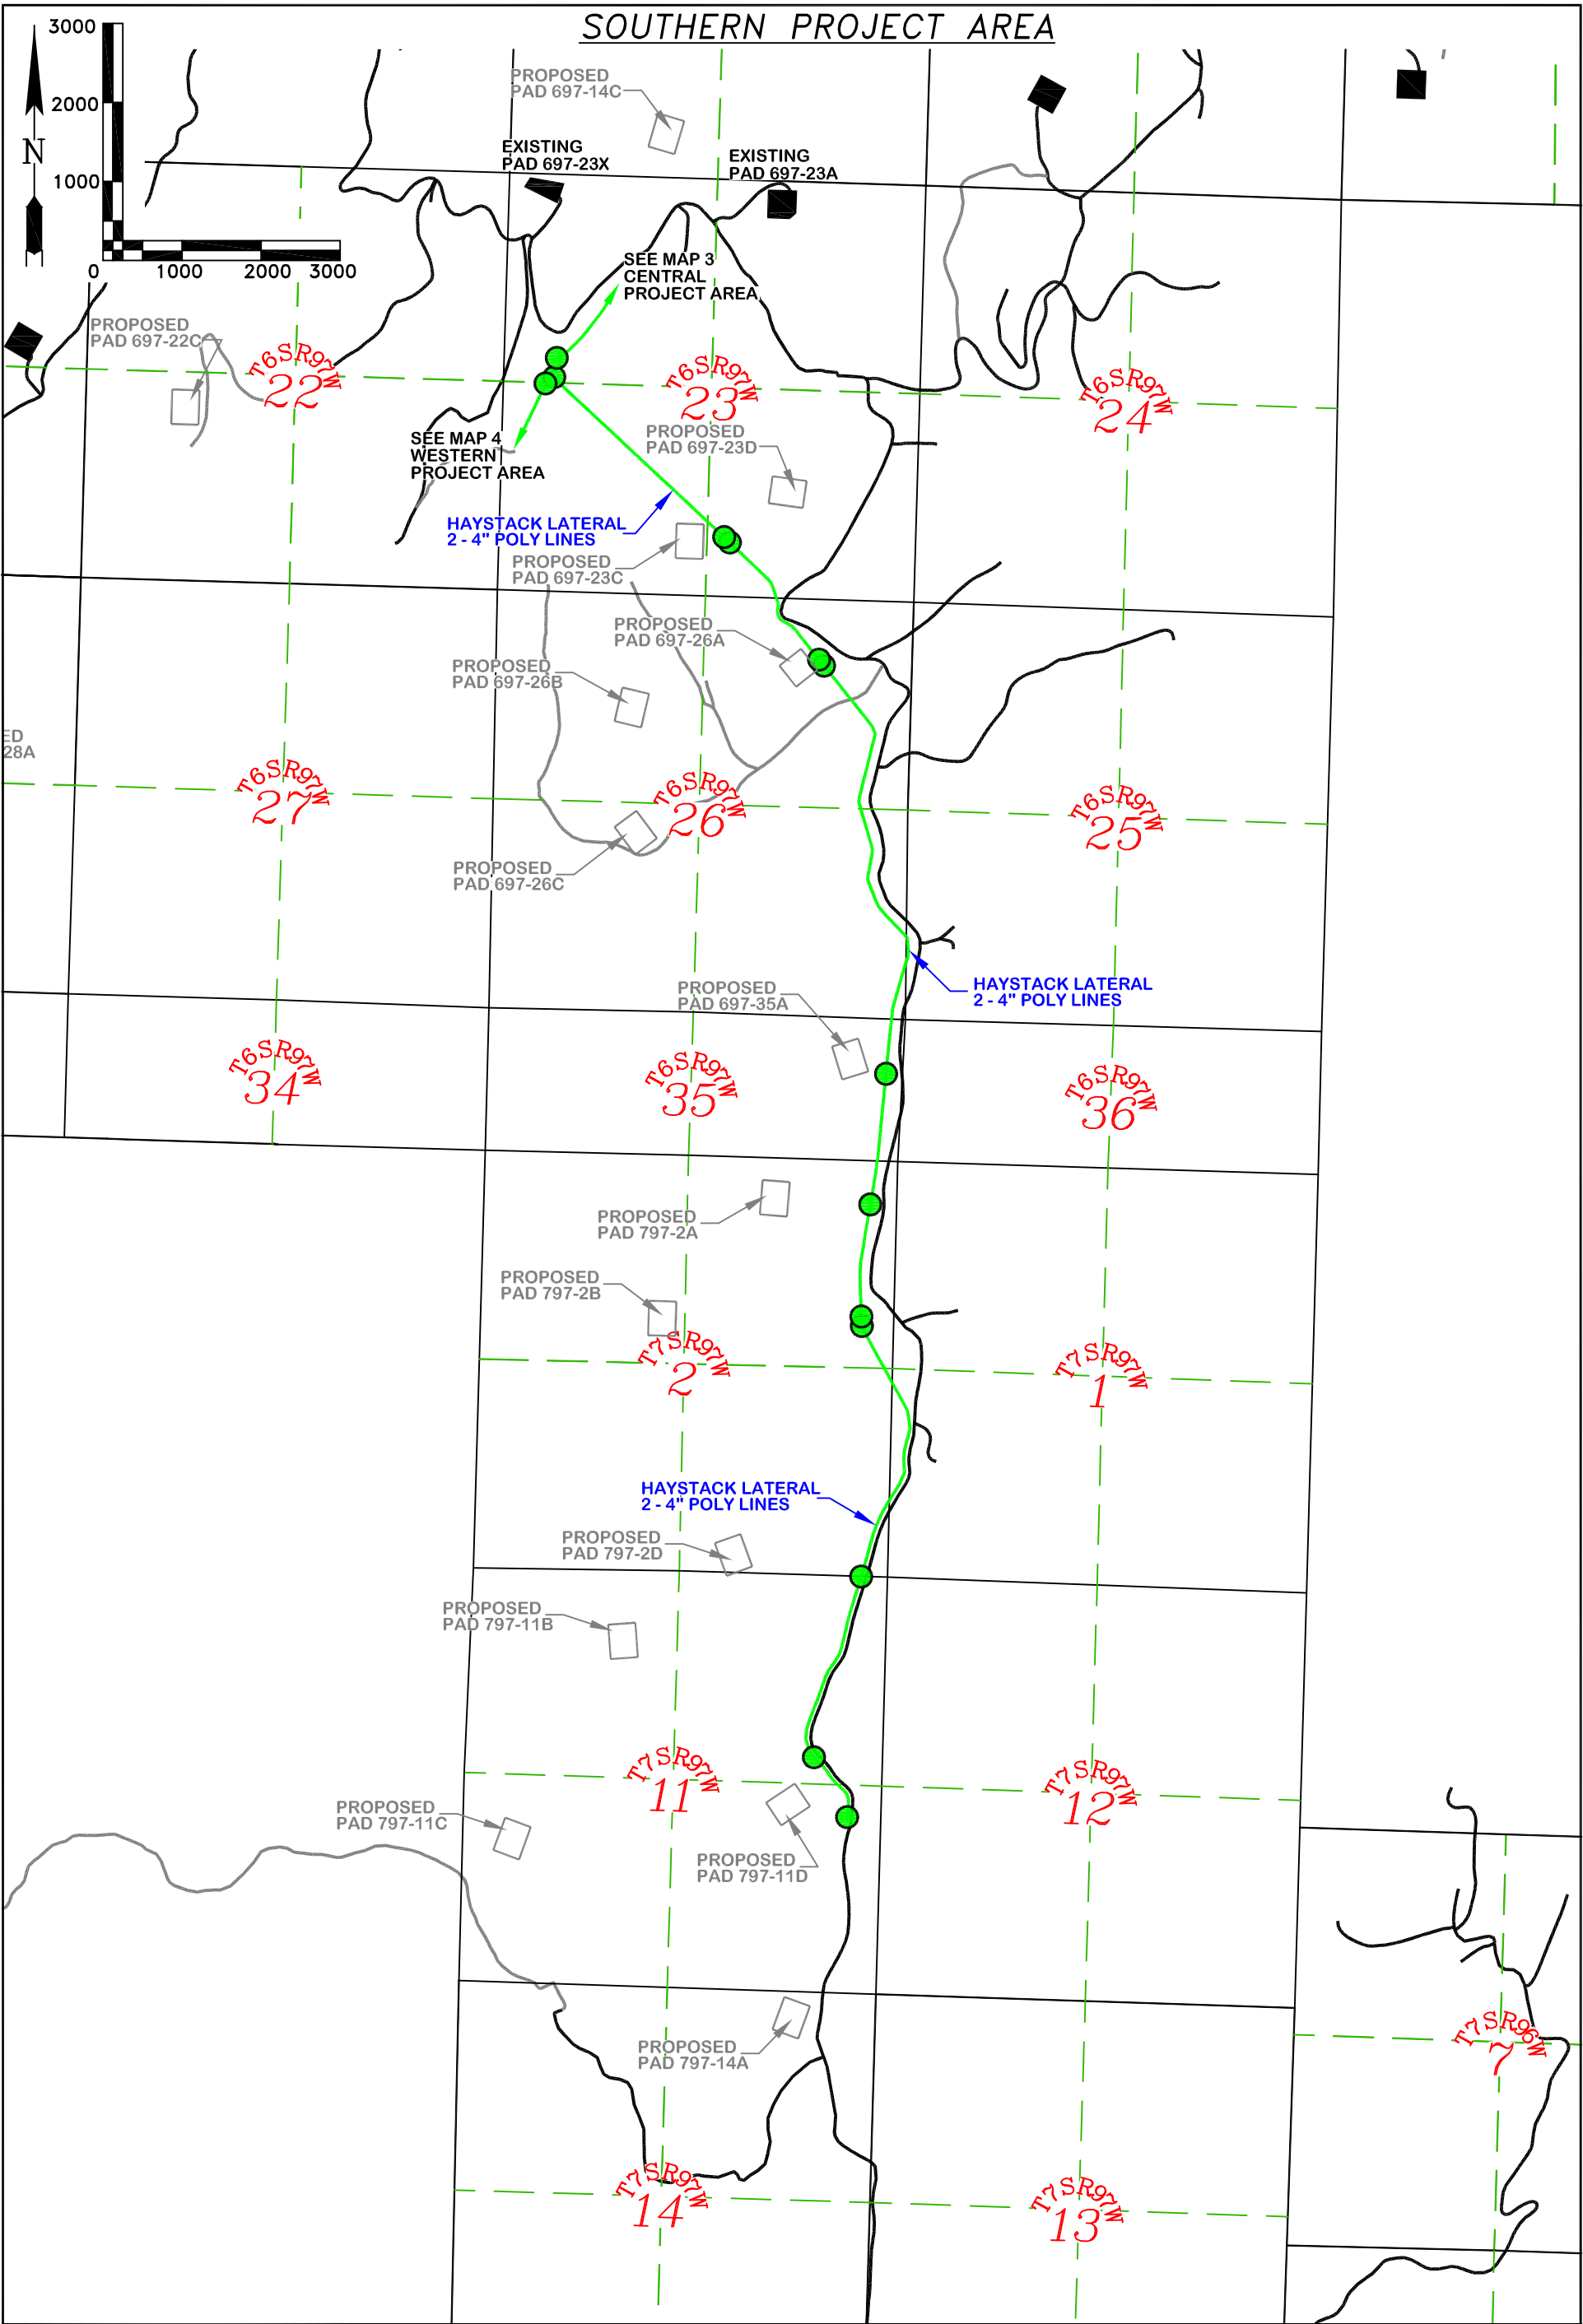 SOUTHERN PROJECT AREA
3000
2000
N
1000
0
1000
2000
3000
PROPOSED
PAD 697-14C
EXISTING
PAD 697-23X
EXISTING
PAD 697-23A
SEE MAP 3
CENTRAL
PROJECT AREA
PROPOSED
PAD 697-22C
T6SR97W
22
T6SR97W
23
T6SR97W
24
SEE MAP 4
WESTERN
PROJECT AREA
PROPOSED
PAD 697-23D
HAYSTACK LATERAL
2 - 4" POLY LINES
PROPOSED
PAD 697-23C
PROPOSED
PAD 697-26A
PROPOSED
PAD 697-26B
ED
28A
T6SR97W
27
T6SR97W
26
T6SR97W
25
PROPOSED
PAD 697-26C
HAYSTACK LATERAL
2 - 4" POLY LINES
PROPOSED
PAD 697-35A
T6SR97W
34
T6SR97W
35
T6SR97W
36
PROPOSED
PAD 797-2A
PROPOSED
PAD 797-2B
T7SR97W
2
T7SR97W
1
HAYSTACK LATERAL
2 - 4" POLY LINES
PROPOSED
PAD 797-2D
PROPOSED
PAD 797-11B
T7SR97W
11
T7SR97W
12
PROPOSED
PAD 797-11C
PROPOSED
PAD 797-11D
PROPOSED
PAD 797-14A
T7SR96W
7
T7SR97W
14
T7SR97W
13